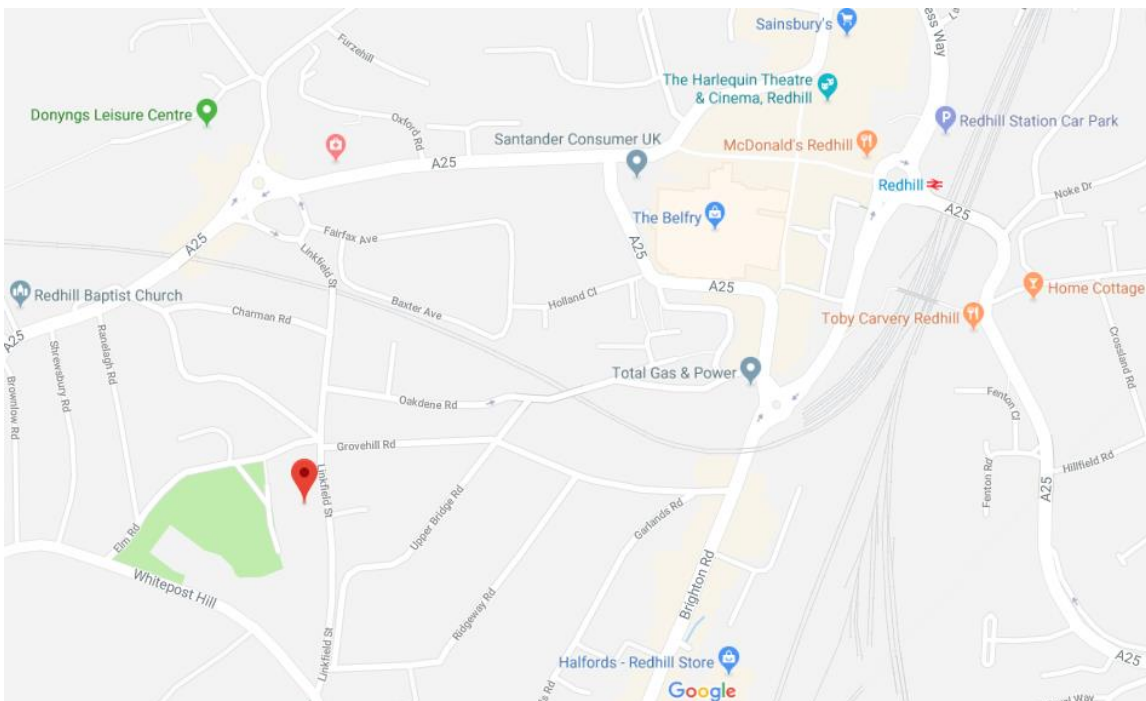 Sainsbury's
ess Way
Furzehill
The Harlequin Theatre
& Cinema, Redhill
Donyngs Leisure Centre
Oxford Rd
Santander Consumer UK
McDonald's Redhill
P
Redhill Station Car Park
A25
Redhill
Noke Dr
A25
The Belfry
Fairfax Ave
A25
A25
Linkfield St
A25
Redhill Baptist Church
Holland Cl
Home Cottage
Baxter Ave
Charman Rd
Toby Carvery Redhill
A25
Ranelagh Rd
Shrewsbury Rd
Crossland Rd
Total Gas & Power
Brownlow Rd
Oakdene Rd
Fenton Cl
Grovehill Rd
Linkfield St
Hillfield Rd
Fenton Rd
A25
Upper Bridge Rd
Garlands Rd
Elm Rd
Whitepost Hill
Brighton Rd
Ridgeway Rd
Linkfield St
Halfords - Redhill Store
A25
s Rd
Google
Way